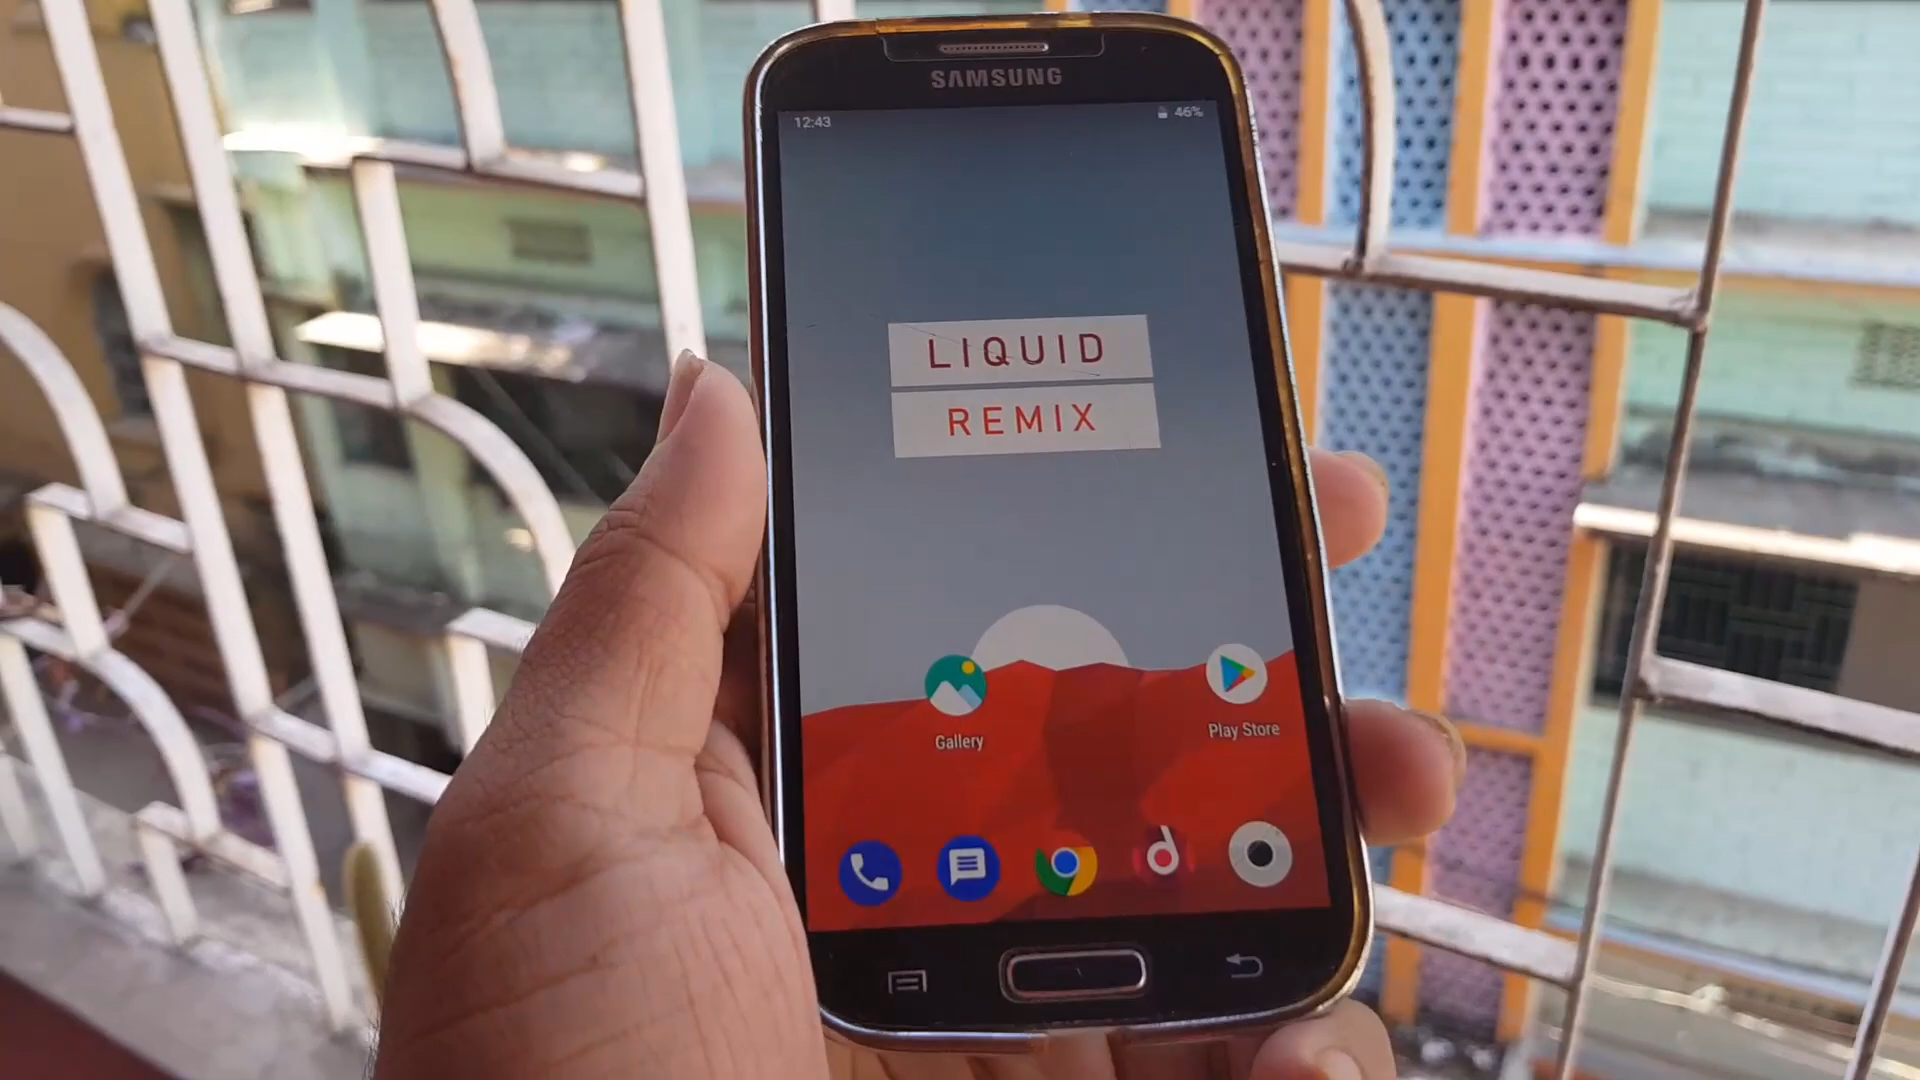 SAMSUNG
12:43 46%
LIQUID
REMIX
Gallery
Play Store